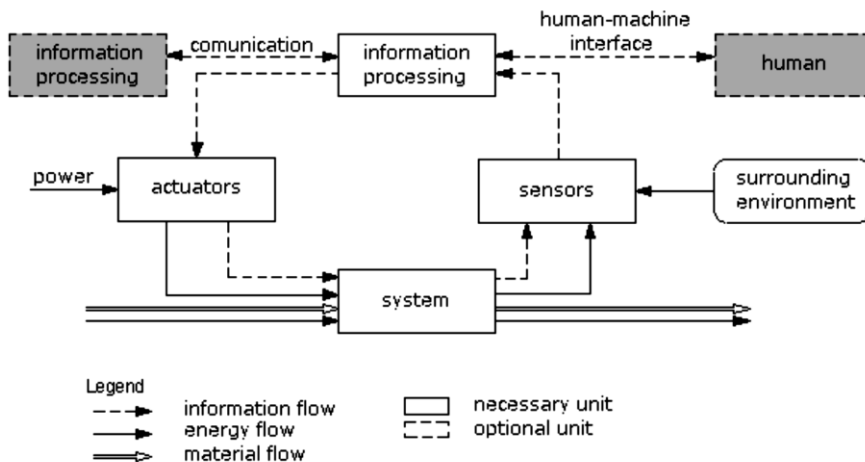 information
processing
comunication
information
processing
human-machine
interface
human
power
actuators
sensors
surrounding
environment
system
Legend
information flow
energy flow
material flow
necessary unit
optional unit